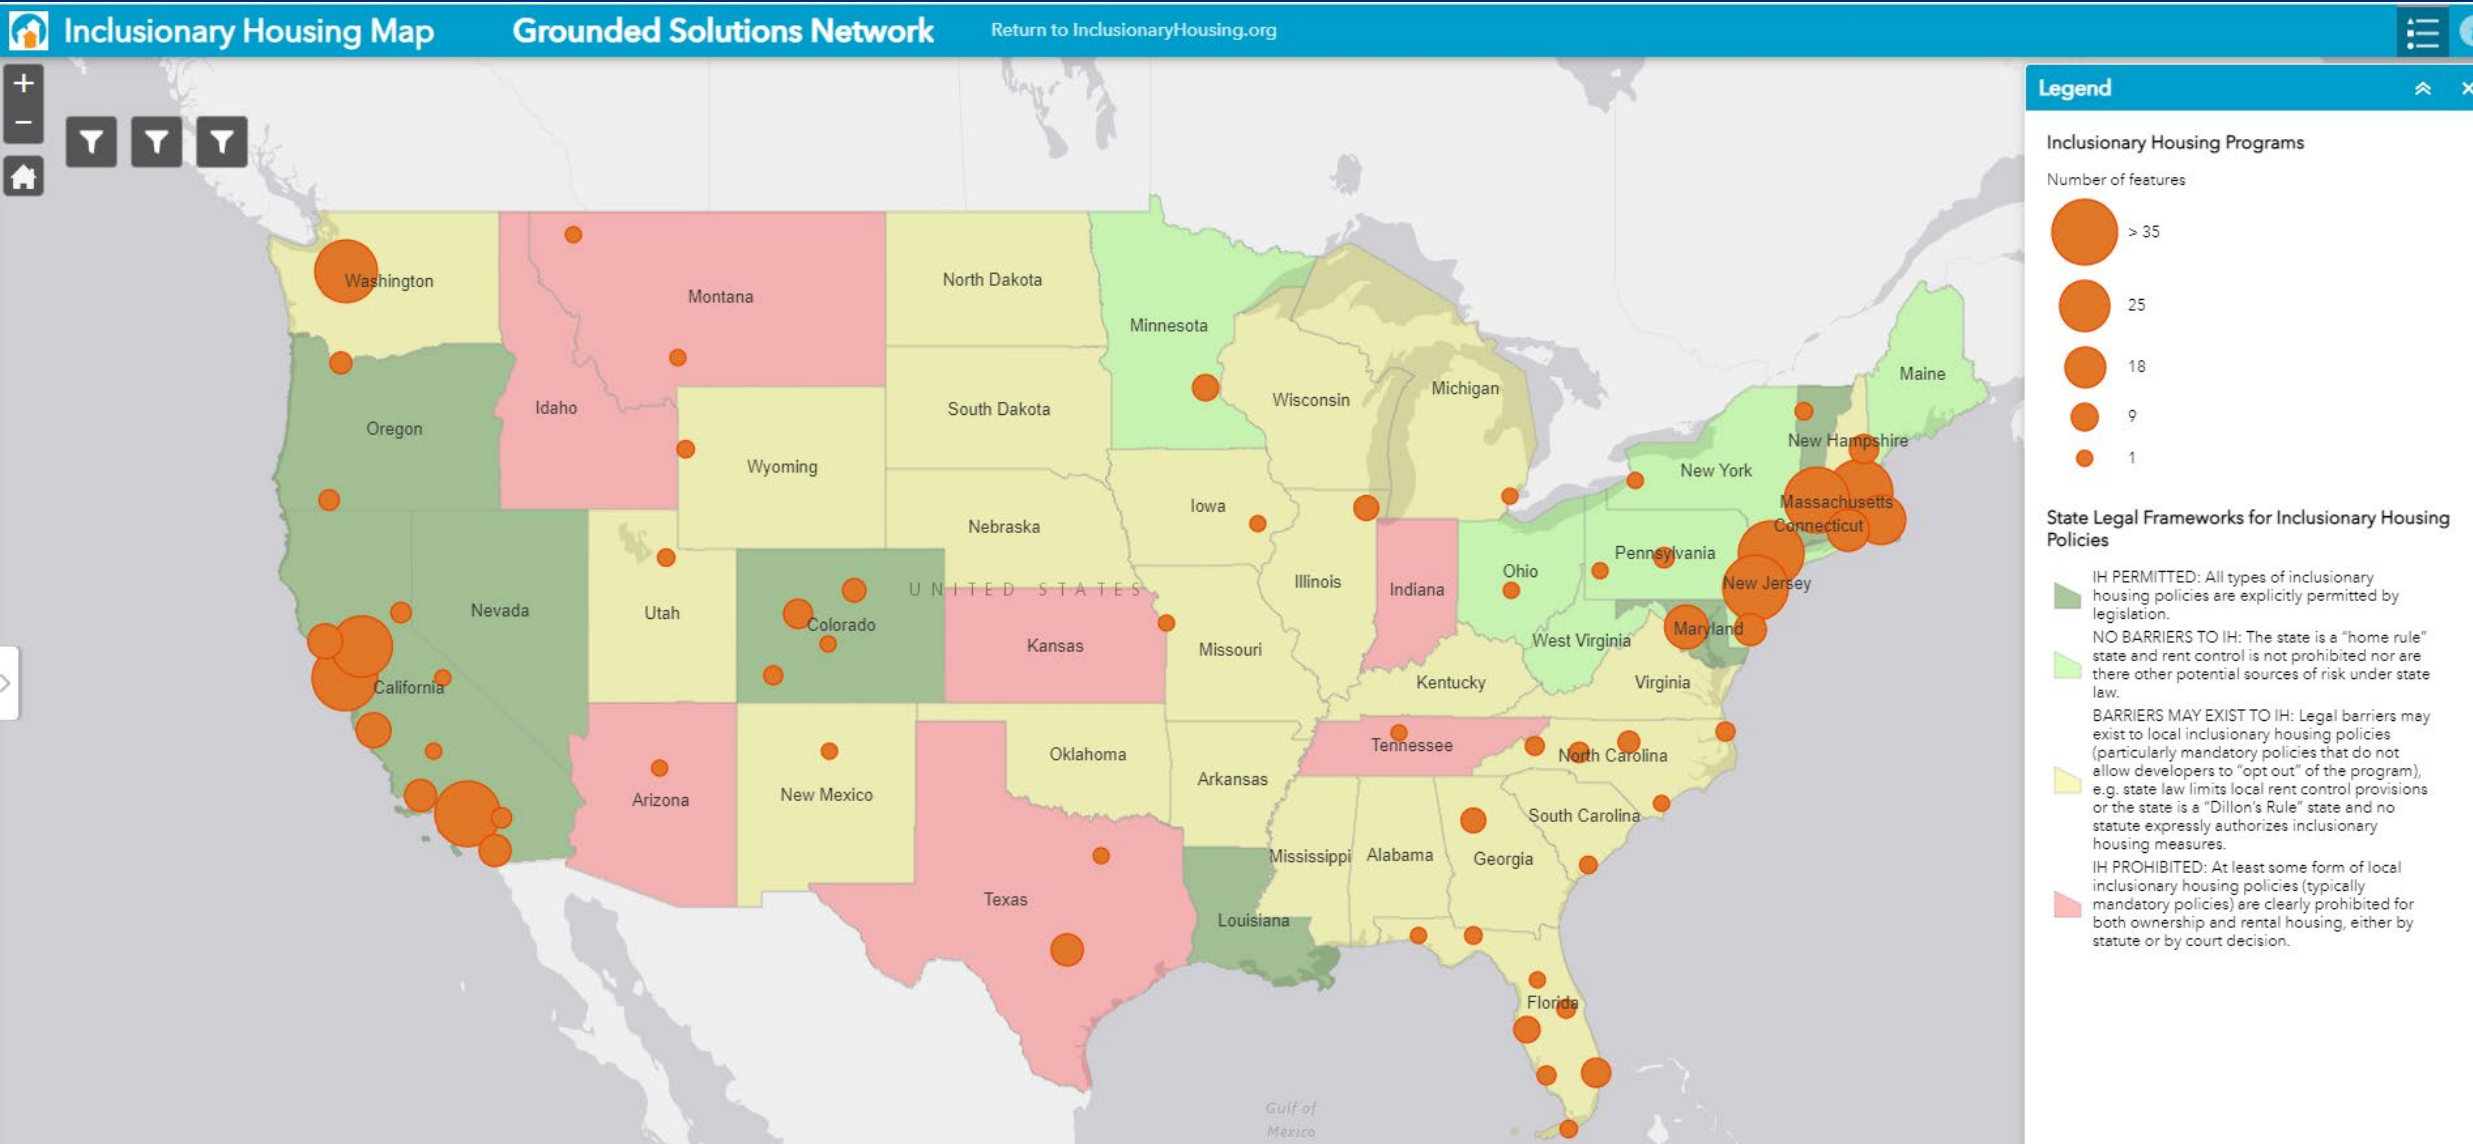 Inclusionary Housing Map Grounded Solutions Network Return to InclusionaryHousing.org
Legend
Inclusionary Housing Programs
Number of features
> 35
25
18
9
1
State Legal Frameworks for Inclusionary Housing
Policies
IH PERMITTED: All types of inclusionary
housing policies are explicitly permitted by
legislation.
NO BARRIERS TO IH: The state is a "home rule"
state and rent control is not prohibited nor are
there other potential sources of risk under state
law.
BARRIERS MAY EXIST TO IH: Legal barriers may
exist to local inclusionary housing policies
(particularly mandatory policies that do not
allow developers to "opt out" of the program),
e.g. state law limits local rent control provisions
or the state is a "Dillon's Rule" state and no
statute expressly authorizes inclusionary
housing measures.
IH PROHIBITED: At least some form of local
inclusionary housing policies (typically
mandatory policies) are clearly prohibited for
both ownership and rental housing, either by
statute or by court decision.
Washington
Montana
North Dakota
Minnesota
Maine
Oregon
Idaho
Wyoming
South Dakota
Wisconsin
Michigan
New Hampshire
New York
Massachusetts
Connecticut
Iowa
Nebraska
Pennsylvania
New Jersey
Ohio
Illinois
Indiana
UNITED STATES
Nevada
Utah
Colorado
Kansas
Missouri
West Virginia
Maryland
Virginia
Kentucky
California
Tennessee
North Carolina
Oklahoma
Arkansas
Arizona
New Mexico
South Carolina
Mississippi
Alabama
Georgia
Texas
Louisiana
Florida
Gulf of
Mexico